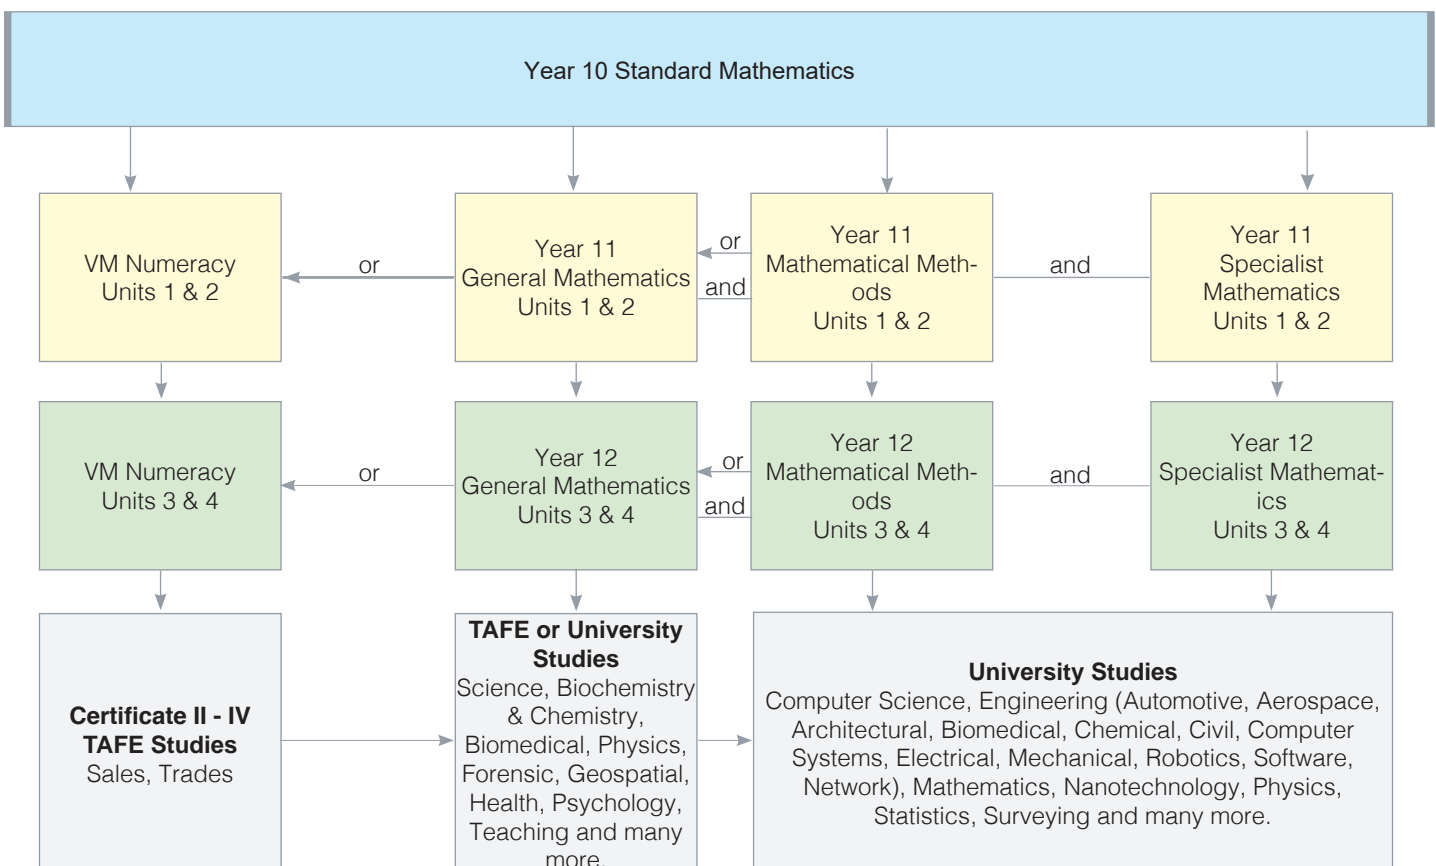 Year 10 Standard Mathematics
VM Numeracy
Units 1 & 2
or
Year 11
General Mathematics
Units 1 & 2
or
and
Year 11
Mathematical Meth-
ods
Units 1 & 2
and
Year 11
Specialist
Mathematics
Units 1 & 2
VM Numeracy
Units 3 & 4
or
Year 12
General Mathematics
Units 3 & 4
or
and
Year 12
Mathematical Meth-
ods
Units 3 & 4
and
Year 12
Specialist Mathemat-
ics
Units 3 & 4
Certificate II - IV
TAFE Studies
Sales, Trades
TAFE or University
Studies
Science, Biochemistry
& Chemistry,
Biomedical, Physics,
Forensic, Geospatial,
Health, Psychology,
Teaching and many
more.
University Studies
Computer Science, Engineering (Automotive, Aerospace,
Architectural, Biomedical, Chemical, Civil, Computer
Systems, Electrical, Mechanical, Robotics, Software,
Network), Mathematics, Nanotechnology, Physics,
Statistics, Surveying and many more.